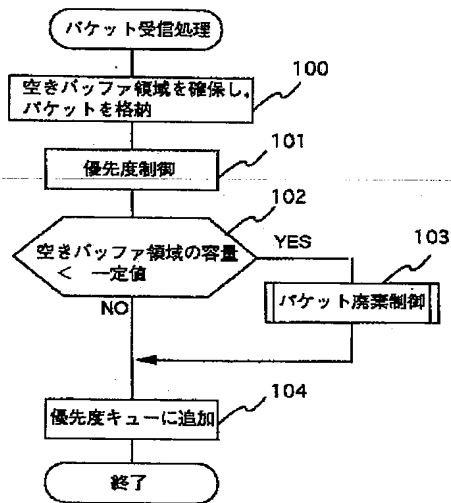 パケット受信処理
100
空きバッファ領域を確保し,
パケットを格納
101
優先度制御
102
空きバッファ領域の容量
< 一定値
YES
103
パケット廃棄制御
NO
104
優先度キューに追加
終了